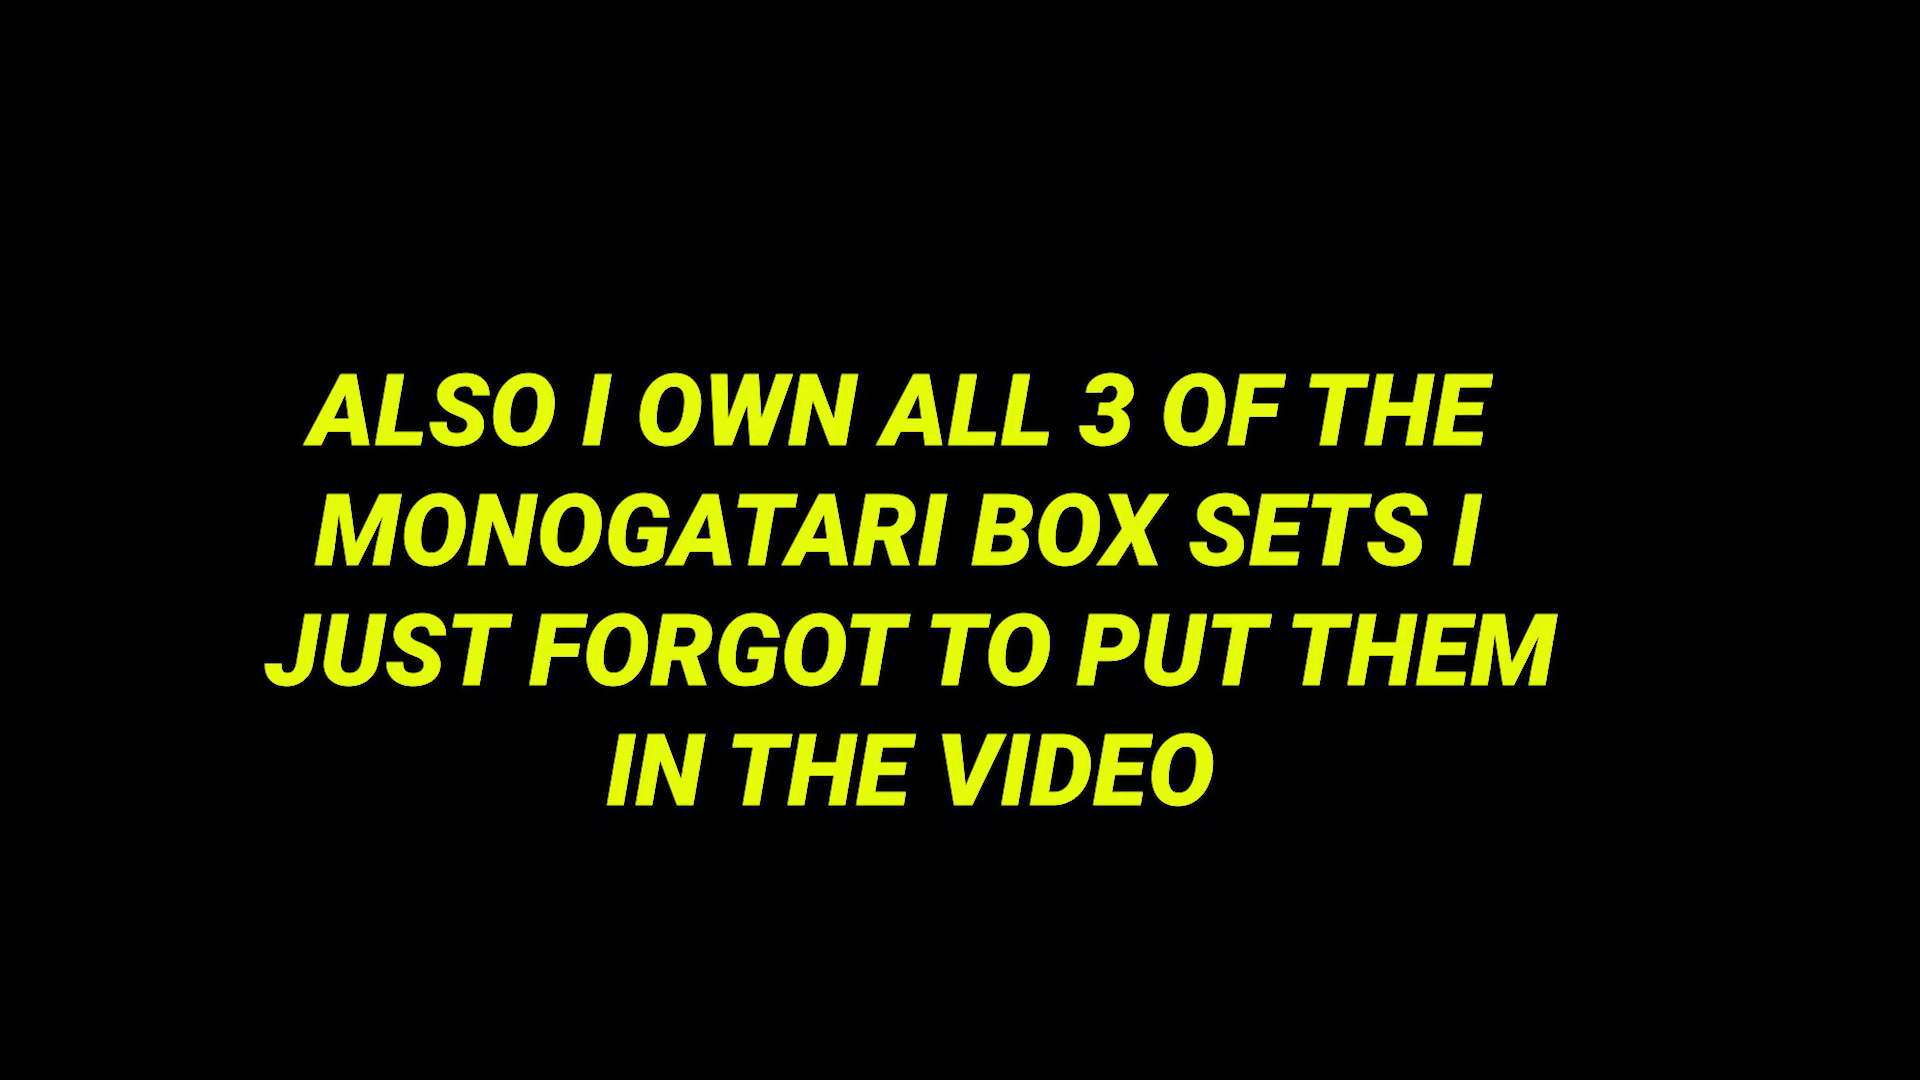 ALSO I OWN ALL 3 OF THE
MONOGATARI BOX SETS I
JUST FORGOT TO PUT THEM
IN THE VIDEO